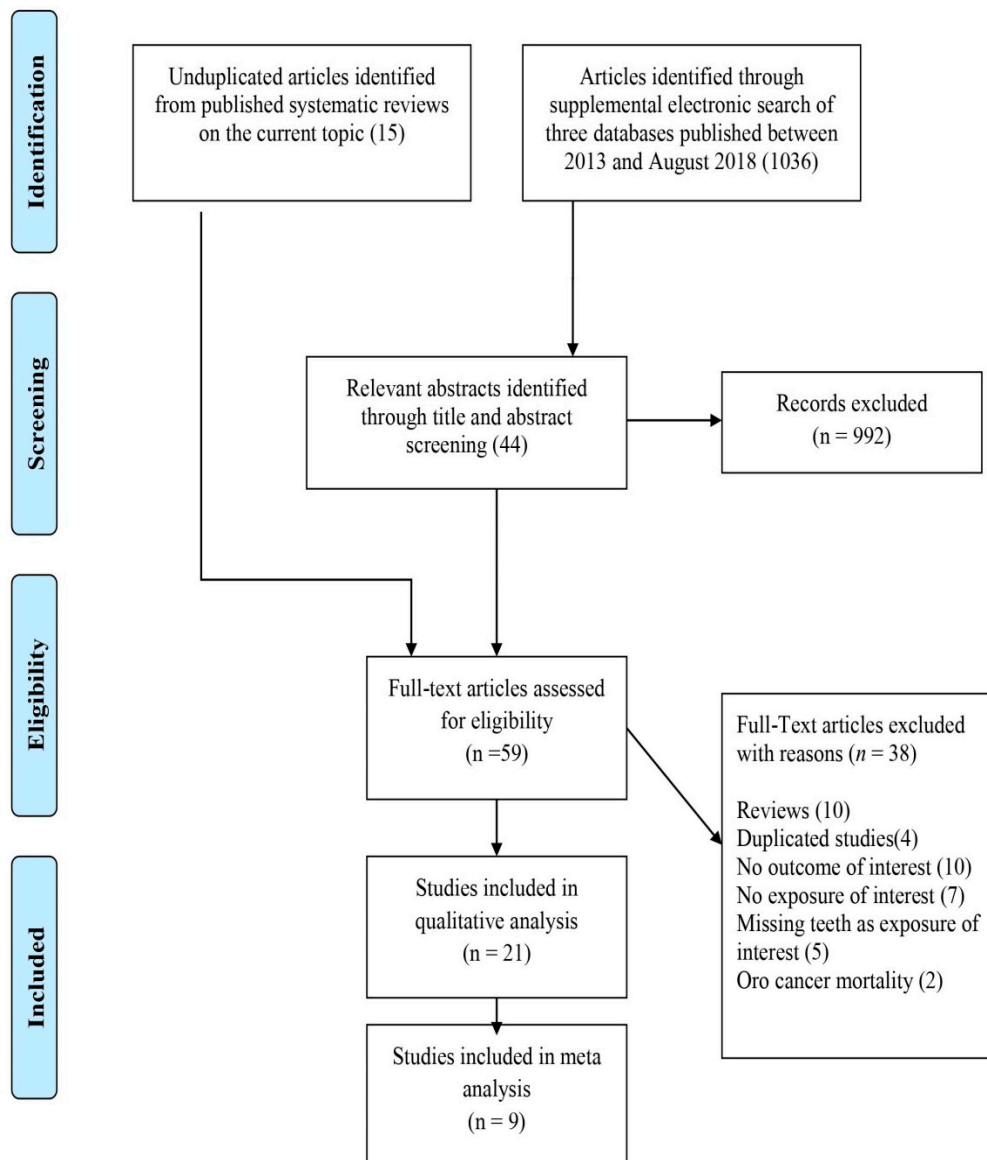 Identification
Unduplicated articles identified
from published systematic reviews
on the current topic (15)
Articles identified through
supplemental electronic search of
three databases published between
2013 and August 2018 (1036)
Screening
Relevant abstracts identified
through title and abstract
screening (44)
Records excluded
(n = 992)
Eligibility
Full-text articles assessed
for eligibility
(n =59)
Full-Text articles excluded
with reasons (n = 38)
Reviews (10)
Duplicated studies(4)
No outcome of interest (10)
No exposure of interest (7)
Missing teeth as exposure of
interest (5)
Oro cancer mortality (2)
Included
Studies included in
qualitative analysis
(n = 21)
Studies included in meta
analysis
(n = 9)